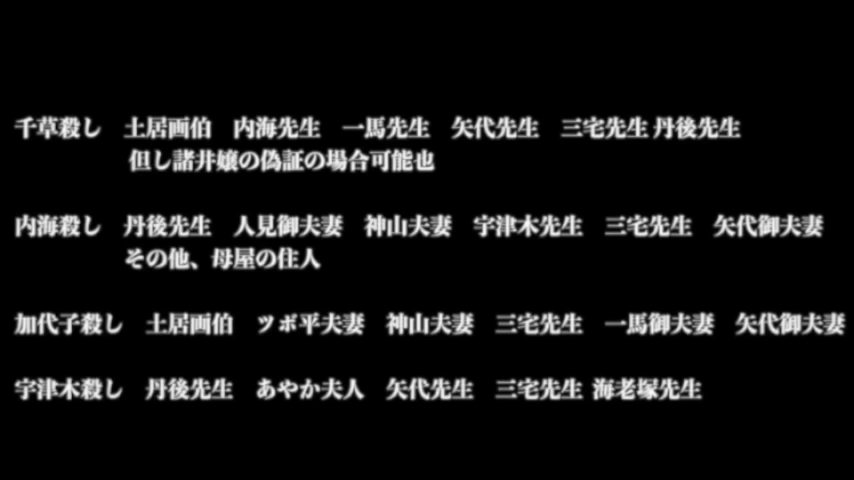 千草殺し　土居画伯　内海先生　一馬先生　矢代先生　三宅先生 丹後先生
但し諸井嬢の偽証の場合可能也
内海殺し　丹後先生　人見御夫妻　神山夫妻　宇津木先生　三宅先生　矢代御夫妻
その他、母屋の住人
加代子殺し　土居画伯　ツボ平夫妻　神山夫妻　三宅先生　一馬御夫妻　矢代御夫妻
宇津木殺し　丹後先生　あやか夫人　矢代先生　三宅先生 海老塚先生